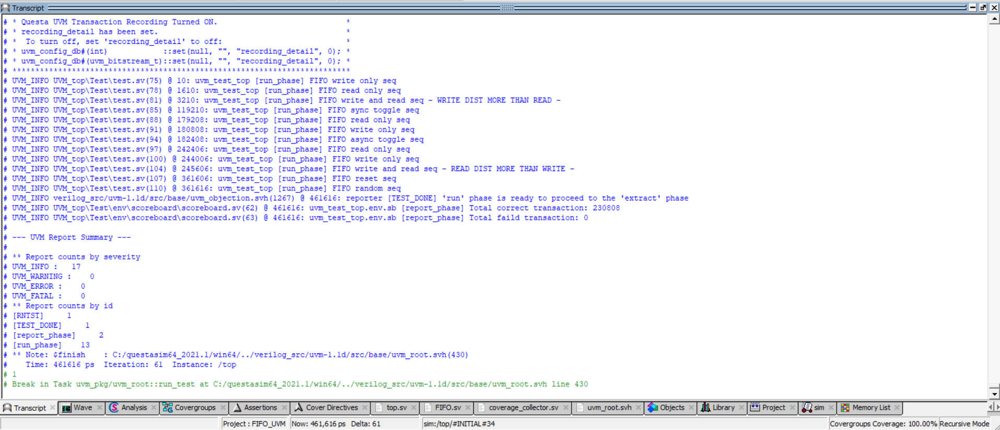 Transcript
# * Questa UVM Transaction Recording Turned ON. *
# * recording_detail has been set. *
# * To turn off, set 'recording_detail' to off: *
# * uvm_config_db#(int) ::set(null, "", "recording_detail", 0); *
# * uvm_config_db#(uvm_bitstream_t)::set(null, "", "recording_detail", 0); *
# **************************************************************************
# UVM_INFO UVM_top\Test\test.sv(75) @ 10: uvm_test_top [run_phase] FIFO write only seq
# UVM_INFO UVM_top\Test\test.sv(78) @ 1610: uvm_test_top [run_phase] FIFO read only seq
# UVM_INFO UVM_top\Test\test.sv(81) @ 3210: uvm_test_top [run_phase] FIFO write and read seq - WRITE DIST MORE THAN READ -
# UVM_INFO UVM_top\Test\test.sv(85) @ 119210: uvm_test_top [run_phase] FIFO sync toggle seq
# UVM_INFO UVM_top\Test\test.sv(88) @ 179208: uvm_test_top [run_phase] FIFO read only seq
# UVM_INFO UVM_top\Test\test.sv(91) @ 180808: uvm_test_top [run_phase] FIFO write only seq
# UVM_INFO UVM_top\Test\test.sv(94) @ 182408: uvm_test_top [run_phase] FIFO async toggle seq
# UVM_INFO UVM_top\Test\test.sv(97) @ 242406: uvm_test_top [run_phase] FIFO read only seq
# UVM_INFO UVM_top\Test\test.sv(100) @ 244006: uvm_test_top [run_phase] FIFO write only seq
# UVM_INFO UVM_top\Test\test.sv(104) @ 245606: uvm_test_top [run_phase] FIFO write and read seq - READ DIST MORE THAN WRITE -
# UVM_INFO UVM_top\Test\test.sv(107) @ 361606: uvm_test_top [run_phase] FIFO reset seq
# UVM_INFO UVM_top\Test\test.sv(110) @ 361616: uvm_test_top [run_phase] FIFO random seq
# UVM_INFO verilog_src/uvm-1.1d/src/base/uvm_objection.svh(1267) @ 461616: reporter [TEST_DONE] 'run' phase is ready to proceed to the 'extract' phase
# UVM_INFO UVM_top\Test\env\scoreboard\scoreboard.sv(62) @ 461616: uvm_test_top.env.sb [report_phase] Total correct transaction: 230808
# UVM_INFO UVM_top\Test\env\scoreboard\scoreboard.sv(63) @ 461616: uvm_test_top.env.sb [report_phase] Total faild transaction: 0
#
# --- UVM Report Summary ---
#
# ** Report counts by severity
# UVM_INFO : 17
# UVM_WARNING : 0
# UVM_ERROR : 0
# UVM_FATAL : 0
# ** Report counts by id
# [RNTST] 1
# [TEST_DONE] 1
# [report_phase] 2
# [run_phase] 13
# ** Note: $finish : C:/questasim64_2021.1/win64/../verilog_src/uvm-1.1d/src/base/uvm_root.svh(430)
# Time: 461616 ps Iteration: 61 Instance: /top
# 1
# Break in Task uvm_pkg/uvm_root::run_test at C:/questasim64_2021.1/win64/../verilog_src/uvm-1.1d/src/base/uvm_root.svh line 430
Transcript Wave Analysis Covergroups Assertions Cover Directives top.sv FIFO.sv coverage_collector.sv uvm_root.svh Objects Library Project sim Memory List
Project : FIFO_UVM Now: 461,616 ps Delta: 61 sim:/top/#INITIAL#34 Covergroups Coverage: 100.00% Recursive Mode